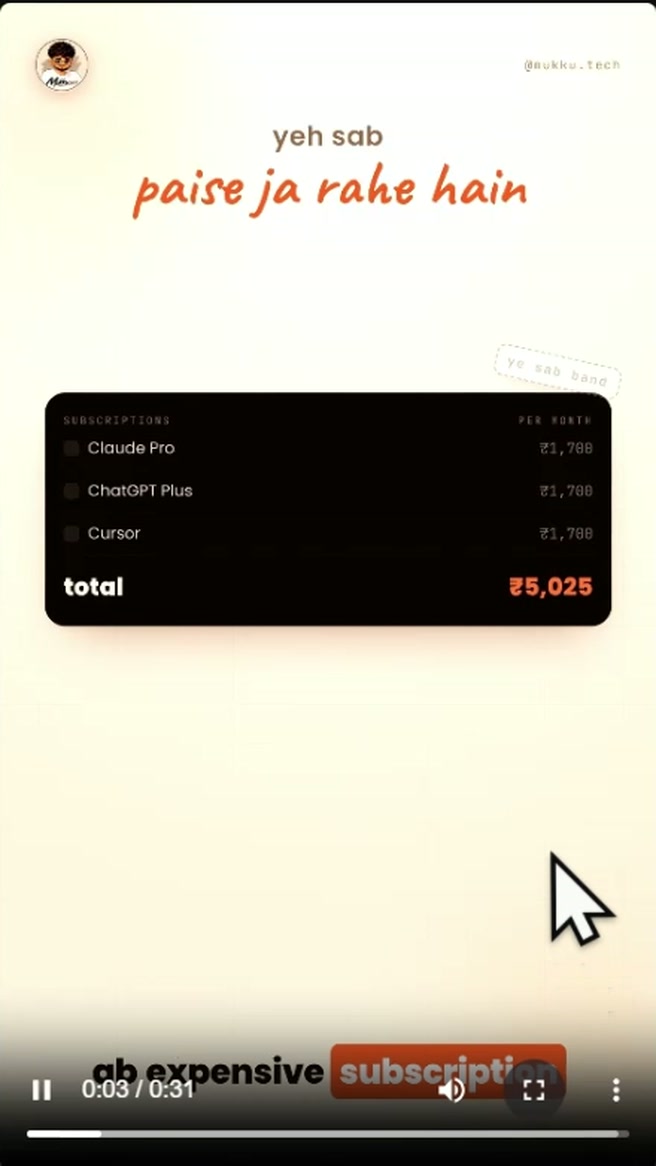 @mukku.tech
yeh sab
paise ja rahe hain
ye sab band
SUBSCRIPTIONS PER MONTH
Claude Pro ₹1,700
ChatGPT Plus ₹1,700
Cursor ₹1,700
total ₹5,025
ab expensive subscription
0:03 / 0:31